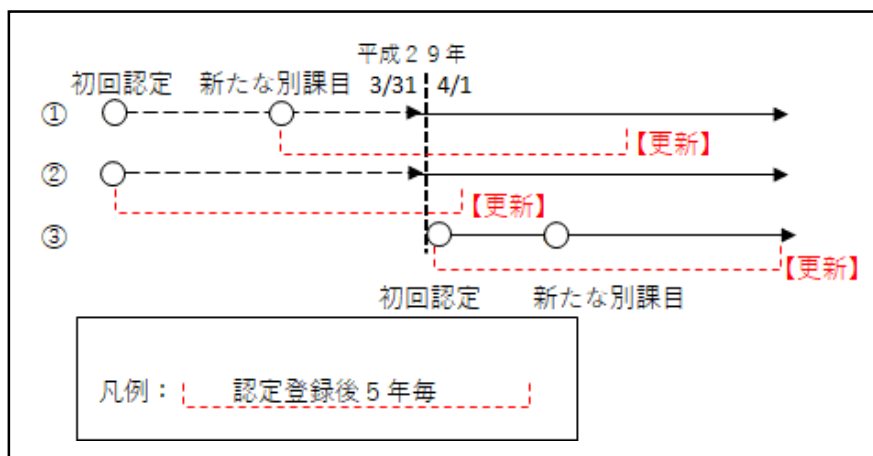 平成２９年
初回認定 新たな別課目 3/31 4/1
①
【更新】
②
【更新】
③
【更新】
初回認定 新たな別課目
凡例： 認定登録後５年毎